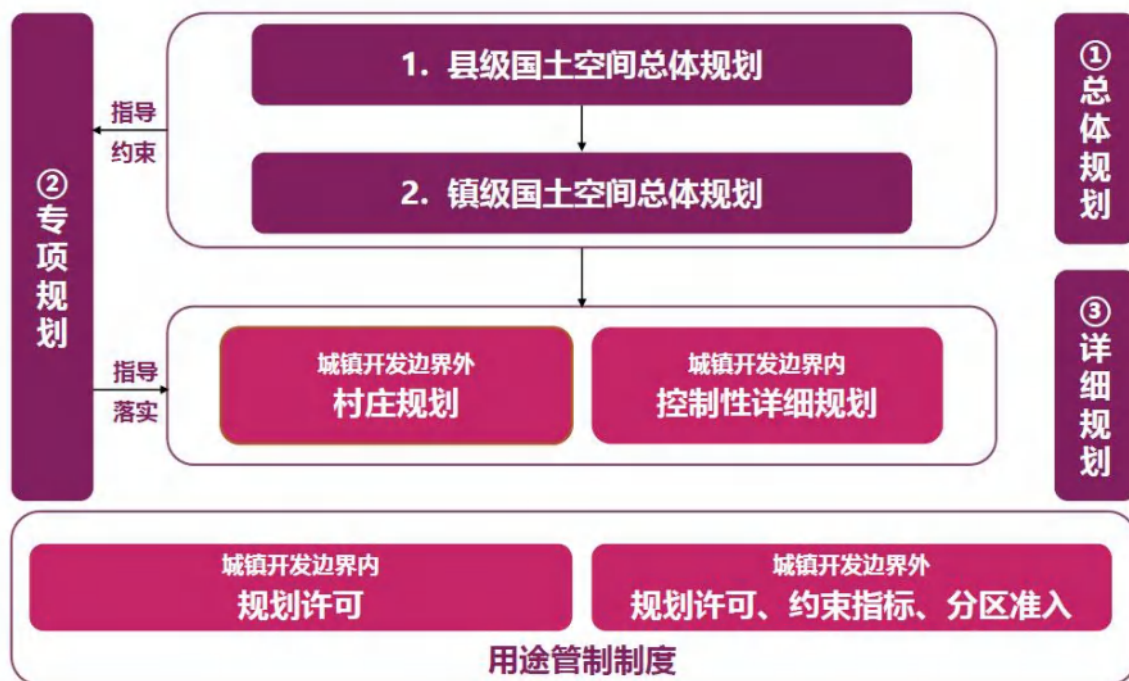 1. 县级国土空间总体规划
①总体规划
指导
约束
2. 镇级国土空间总体规划
②专项规划
城镇开发边界外
村庄规划
城镇开发边界内
控制性详细规划
③详细规划
指导
落实
城镇开发边界内
规划许可
城镇开发边界外
规划许可、约束指标、分区准入
用途管制制度